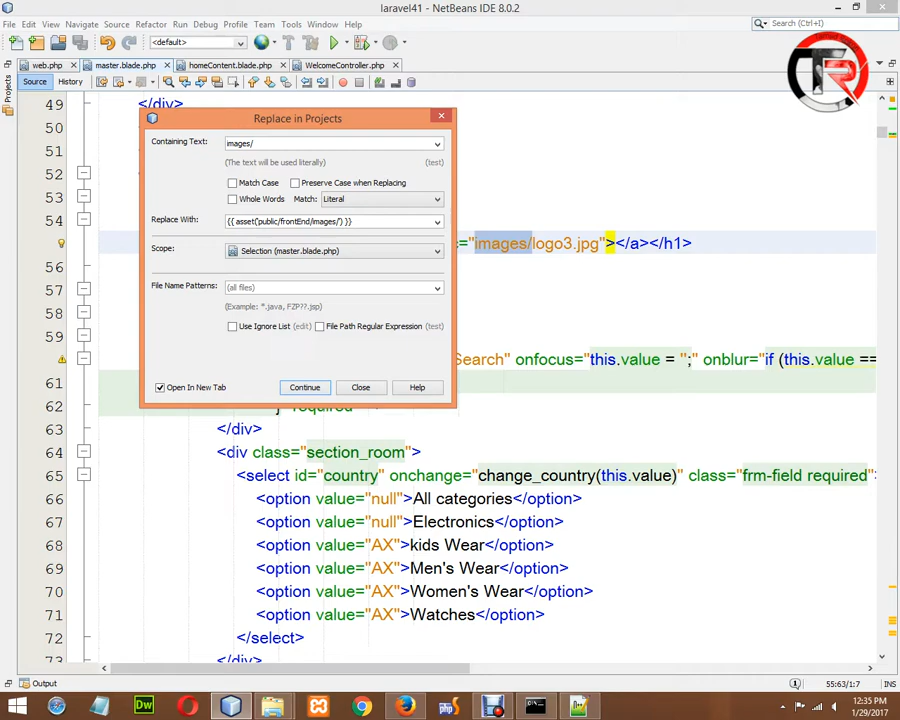 laravel41 - NetBeans IDE 8.0.2
File Edit View Navigate Source Refactor Run Debug Profile Team Tools Window Help
Search (Ctrl+I)
<default>
web.php master.blade.php homeContent.blade.php WelcomeController.php
Source History
Projects
TR
49 </div>
50
51
52
53
54
c="images/logo3.jpg"></a></h1>
56
57
58
59
Search" onfocus="this.value = '';" onblur="if (this.value ==
61
62 }" required
63 </div>
64 <div class="section_room">
65 <select id="country" onchange="change_country(this.value)" class="frm-field required">
66 <option value="null">All categories</option>
67 <option value="null">Electronics</option>
68 <option value="AX">kids Wear</option>
69 <option value="AX">Men's Wear</option>
70 <option value="AX">Women's Wear</option>
71 <option value="AX">Watches</option>
72 </select>
73 </div>
Replace in Projects
Containing Text: images/
(The text will be used literally) (test)
Match Case Preserve Case when Replacing
Whole Words Match: Literal
Replace With: {{ asset('public/frontEnd/images/') }}
Scope: Selection (master.blade.php)
File Name Patterns: (all files)
(Example: *.java, FZP??.jsp)
Use Ignore List (edit) File Path Regular Expression (test)
Open In New Tab Continue Close Help
Output
55:63/1:7 INS
Dw
12:35 PM
1/29/2017